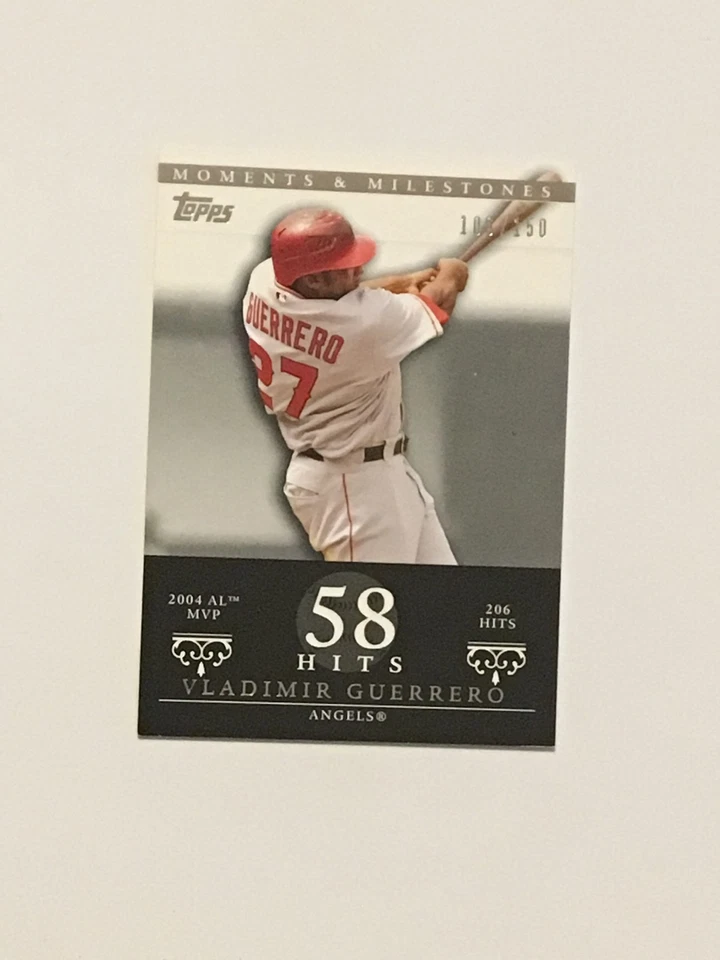 MOMENTS & MILESTONES
Topps
GUERRERO
27
2004 AL™
MVP
58
HITS
206
HITS
VLADIMIR GUERRERO
ANGELS®